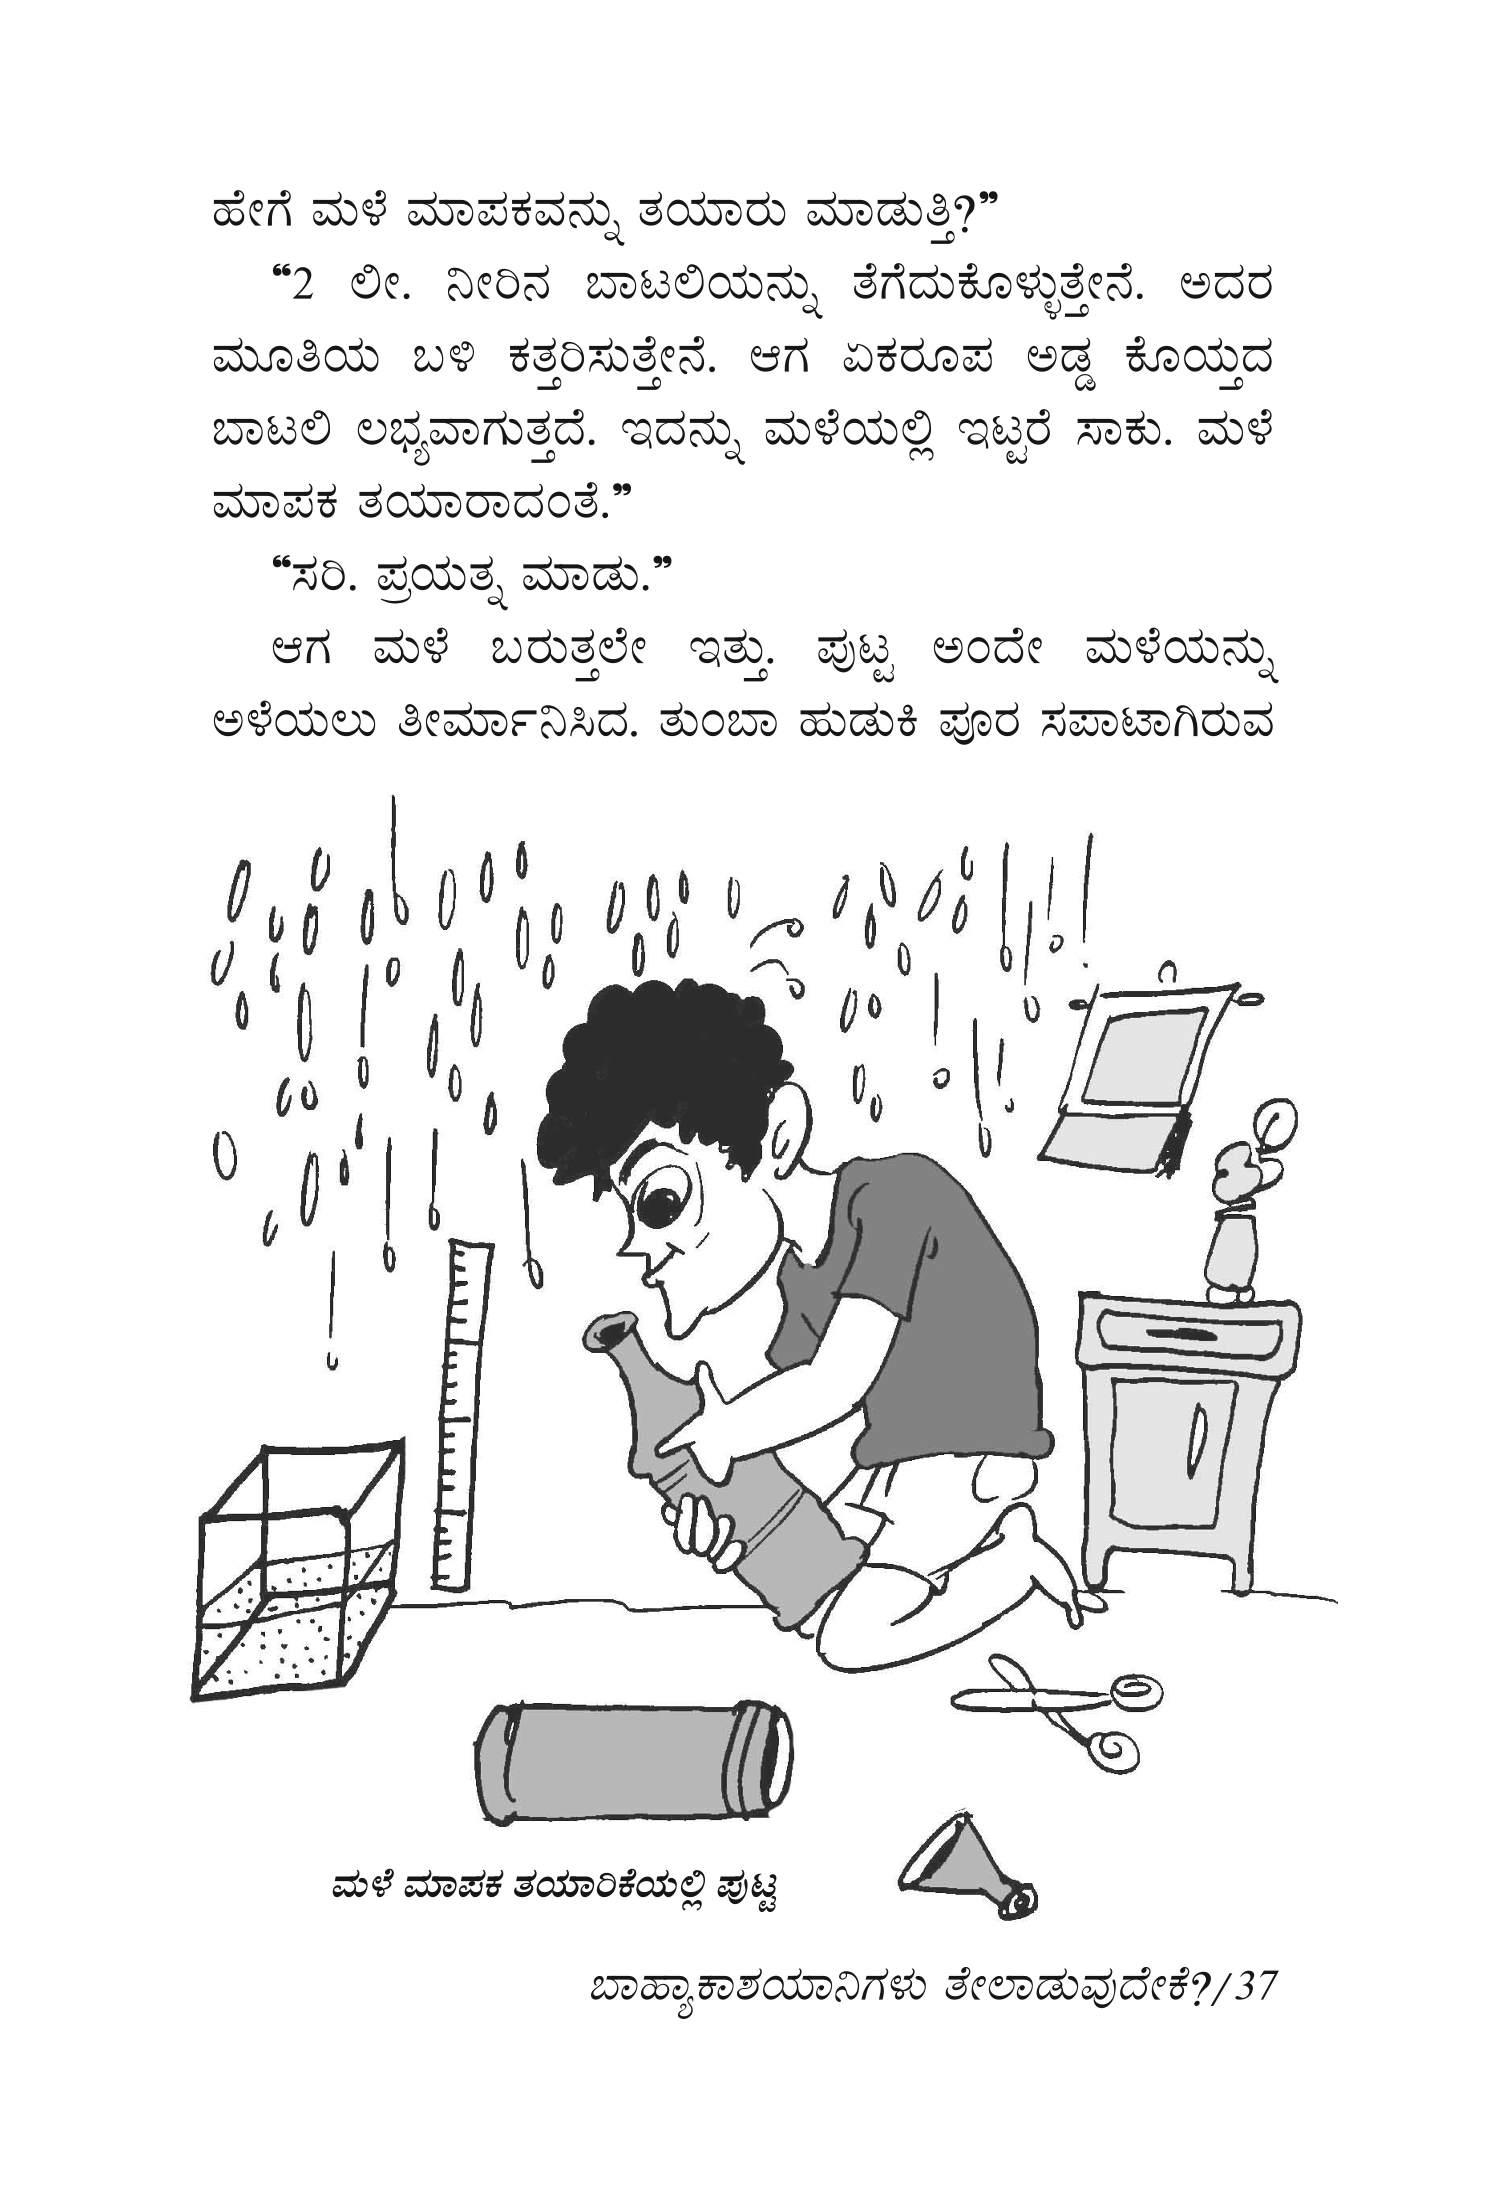 ಹೇಗೆ ಮಳೆ ಮಾಪಕವನ್ನು ತಯಾರು ಮಾಡುತ್ತಿ?”
“2 ಲೀ. ನೀರಿನ ಬಾಟಲಿಯನ್ನು ತೆಗೆದುಕೊಳ್ಳುತ್ತೇನೆ. ಅದರ
ಮೂತಿಯ ಬಳಿ ಕತ್ತರಿಸುತ್ತೇನೆ. ಆಗ ಏಕರೂಪ ಅಡ್ಡ ಕೊಯ್ತದ
ಬಾಟಲಿ ಲಭ್ಯವಾಗುತ್ತದೆ. ಇದನ್ನು ಮಳೆಯಲ್ಲಿ ಇಟ್ಟರೆ ಸಾಕು. ಮಳೆ
ಮಾಪಕ ತಯಾರಾದಂತೆ.”
“ಸರಿ. ಪ್ರಯತ್ನ ಮಾಡು.”
ಆಗ ಮಳೆ ಬರುತ್ತಲೇ ಇತ್ತು. ಪುಟ್ಟ ಅಂದೇ ಮಳೆಯನ್ನು
ಅಳೆಯಲು ತೀರ್ಮಾನಿಸಿದ. ತುಂಬಾ ಹುಡುಕಿ ಪೂರ ಸಪಾಟಾಗಿರುವ
ಮಳೆ ಮಾಪಕ ತಯಾರಿಕೆಯಲ್ಲಿ ಪುಟ್ಟ
ಬಾಹ್ಯಾಕಾಶಯಾನಿಗಳು ತೇಲಾಡುವುದೇಕೆ?/37